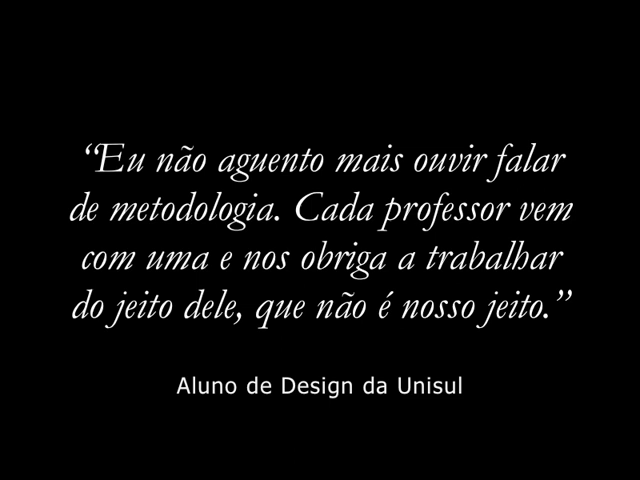 “Eu não aguento mais ouvir falar
de metodologia. Cada professor vem
com uma e nos obriga a trabalhar
do jeito dele, que não é nosso jeito.”
Aluno de Design da Unisul